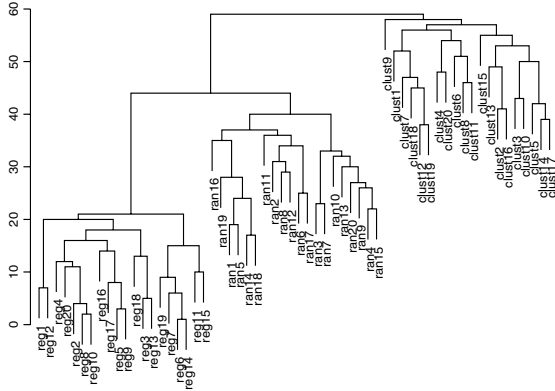 60
50
40
30
20
10
0
reg1
reg12
reg4
reg20
reg2
reg8
reg10
reg16
reg17
reg5
reg9
reg18
reg3
reg13
reg19
reg7
reg6
reg14
reg11
reg15
ran16
ran19
ran1
ran5
ran14
ran18
ran11
ran2
ran8
ran12
ran6
ran17
ran3
ran7
ran10
ran13
ran20
ran9
ran4
ran15
clust9
clust1
clust7
clust18
clust12
clust19
clust4
clust20
clust6
clust8
clust11
clust15
clust13
clust2
clust16
clust3
clust10
clust5
clust14
clust17